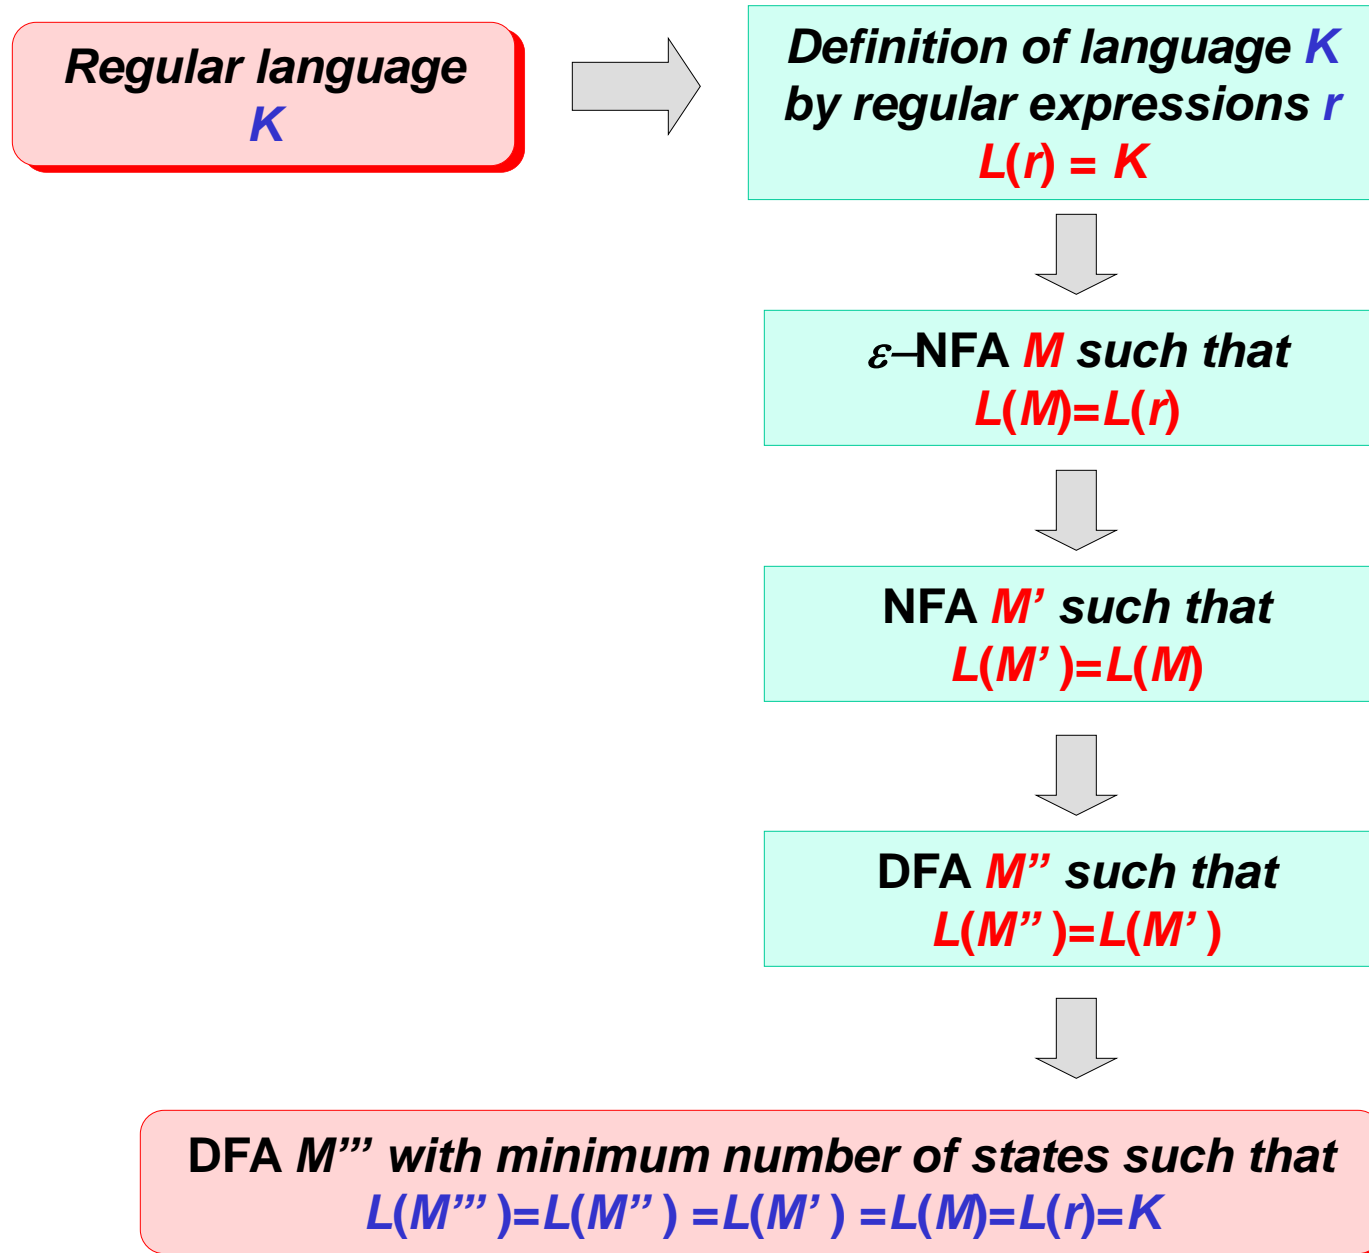 Regular language
K
Definition of language K
by regular expressions r
L(r) = K
ε–NFA M such that
L(M)=L(r)
NFA M’ such that
L(M’ )=L(M)
DFA M’’ such that
L(M’’ )=L(M’ )
DFA M’’’ with minimum number of states such that
L(M’’’ )=L(M’’ ) =L(M’ ) =L(M)=L(r)=K